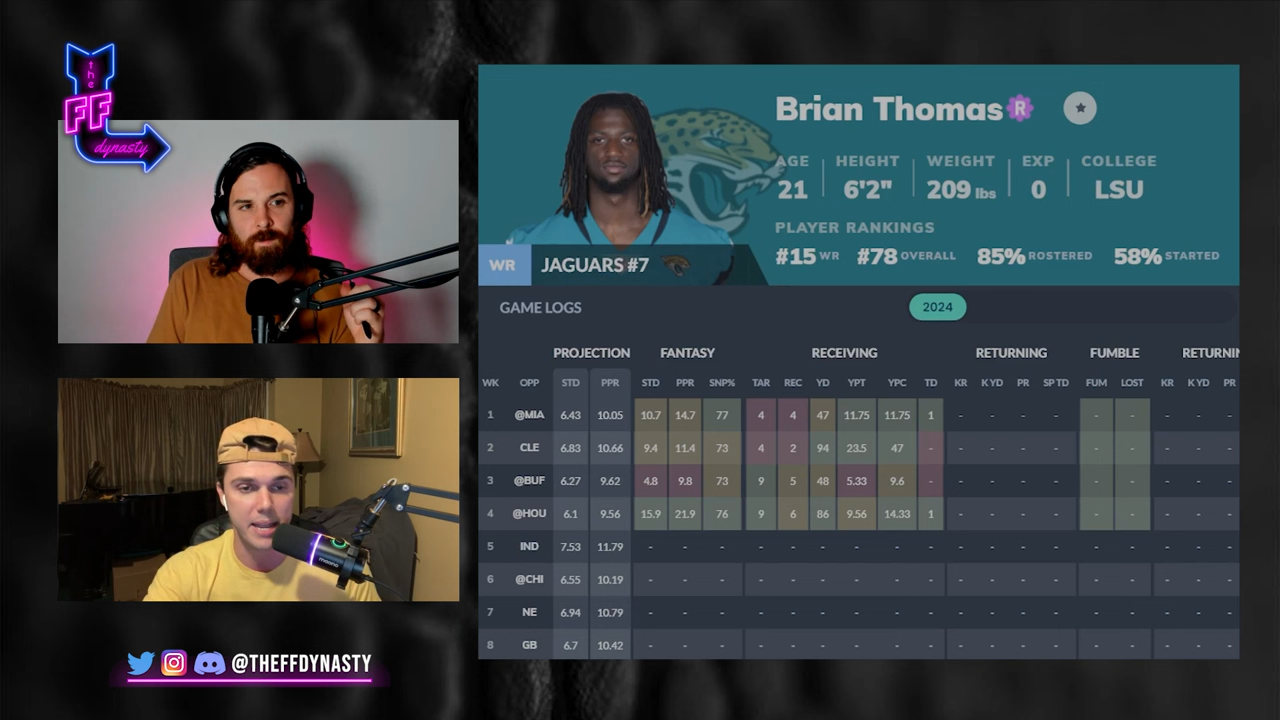 the
FF
dynasty
@THEFFDYNASTY
Brian Thomas R
AGE HEIGHT WEIGHT EXP COLLEGE
21 6'2" 209 lbs 0 LSU
PLAYER RANKINGS
#15 WR #78 OVERALL 85% ROSTERED 58% STARTED
WR JAGUARS #7
GAME LOGS 2024
PROJECTION FANTASY RECEIVING RETURNING FUMBLE RETURNIN
WK OPP STD PPR STD PPR SNP% TAR REC YD YPT YPC TD KR K YD PR SP TD FUM LOST KR K YD PR
1 @MIA 6.43 10.05 10.7 14.7 77 4 4 47 11.75 11.75 1 - - - - - - - - -
2 CLE 6.83 10.66 9.4 11.4 73 4 2 94 23.5 47 - - - - - - - - - -
3 @BUF 6.27 9.62 4.8 9.8 73 9 5 48 5.33 9.6 - - - - - - - - - -
4 @HOU 6.1 9.56 15.9 21.9 76 9 6 86 9.56 14.33 1 - - - - - - - - -
5 IND 7.53 11.79 - - - - - - - - - - - - - - - - - -
6 @CHI 6.55 10.19 - - - - - - - - - - - - - - - - - -
7 NE 6.94 10.79 - - - - - - - - - - - - - - - - - -
8 GB 6.7 10.42 - - - - - - - - - - - - - - - - - -